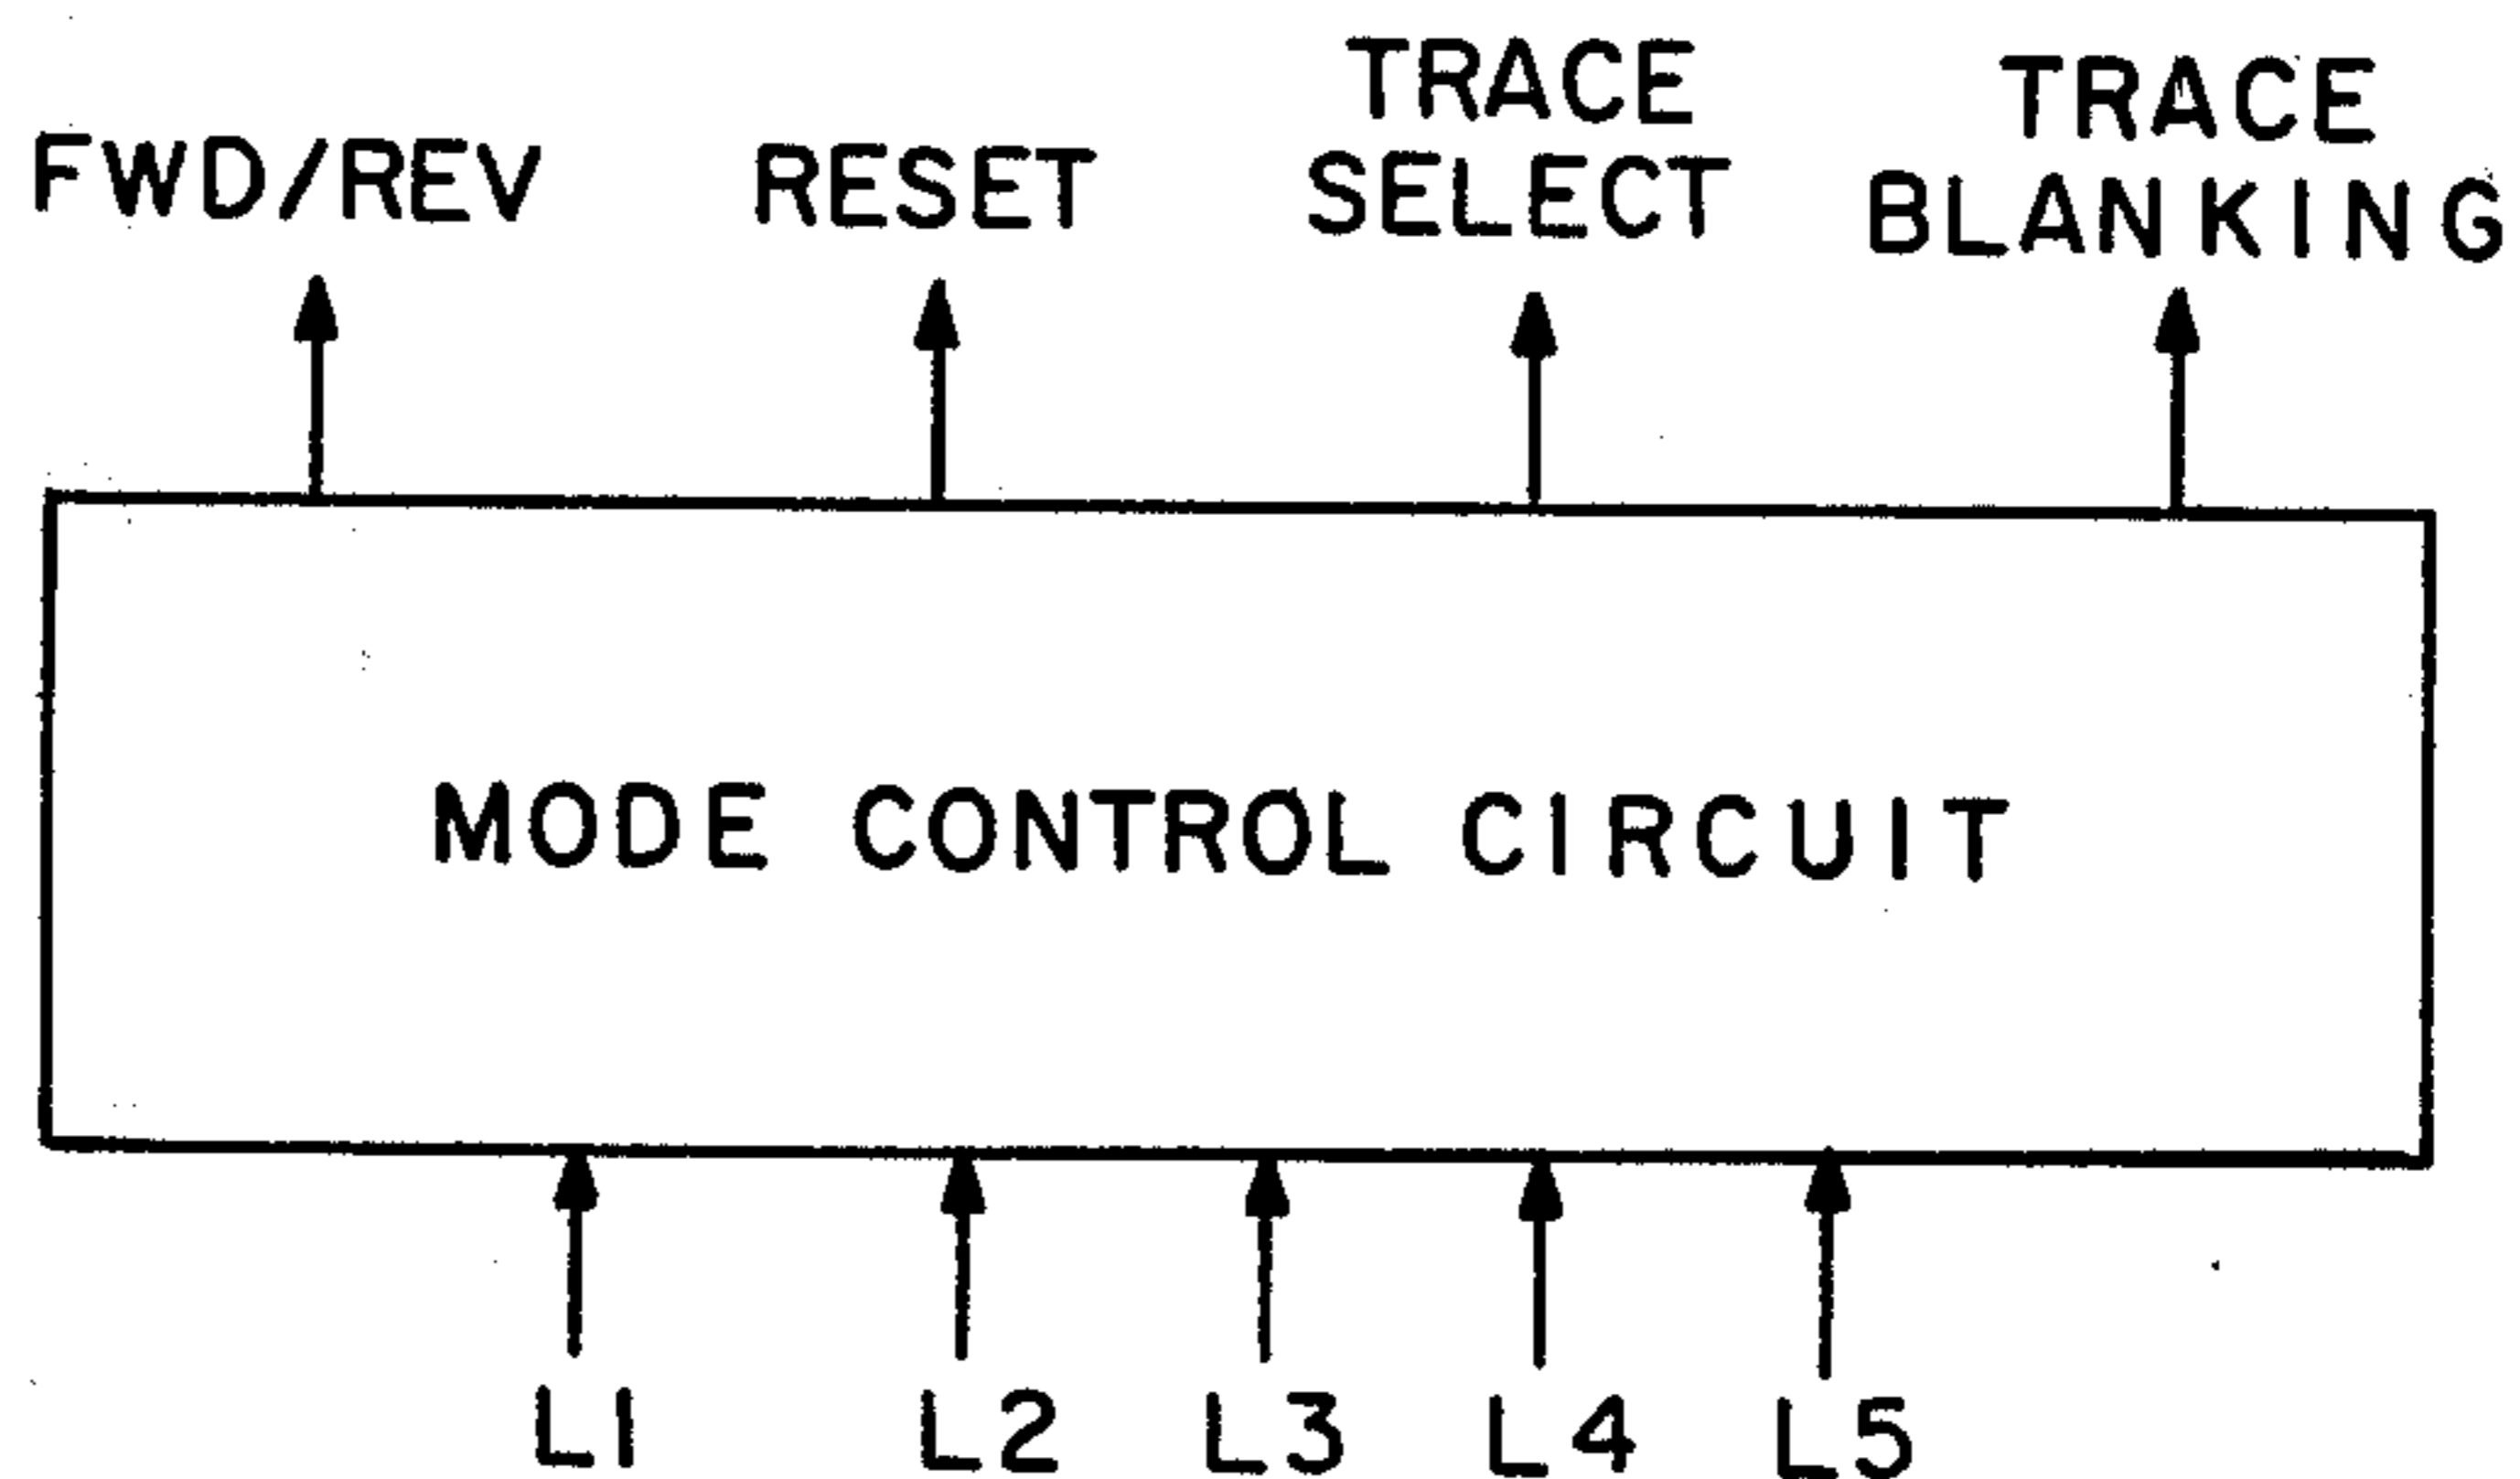 FWD/REV
RESET
TRACE
SELECT
TRACE
BLANKING
MODE CONTROL CIRCUIT
L1
L2
L3
L4
L5